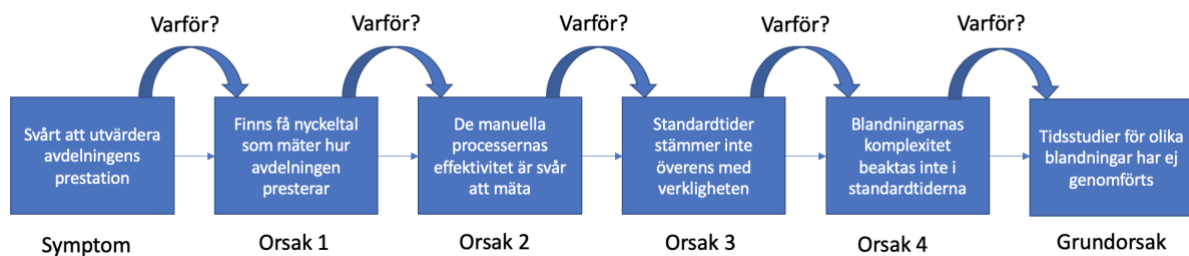 Varför?
Varför?
Varför?
Varför?
Varför?
Svårt att utvärdera
avdelningens
prestation
Finns få nyckeltal
som mäter hur
avdelningen
presterar
De manuella
processernas
effektivitet är svår
att mäta
Standardtider
stämmer inte
överens med
verkligheten
Blandningarnas
komplexitet
beaktas inte i
standardtiderna
Tidsstudier för olika
blandningar har ej
genomförts
Symptom
Orsak 1
Orsak 2
Orsak 3
Orsak 4
Grundorsak